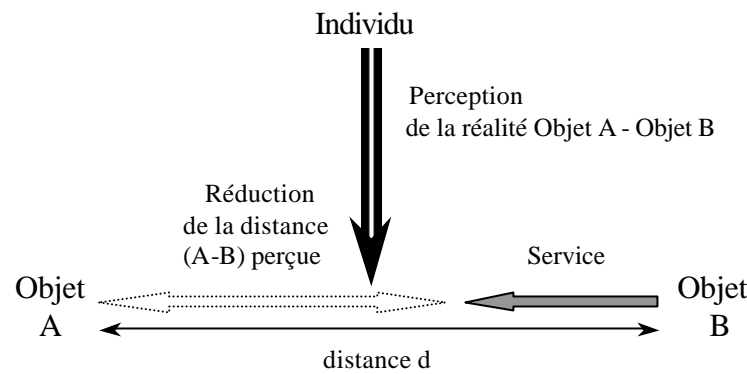 Individu
Perception
de la réalité Objet A - Objet B
Réduction
de la distance
(A-B) perçue
Service
Objet
A
Objet
B
distance d